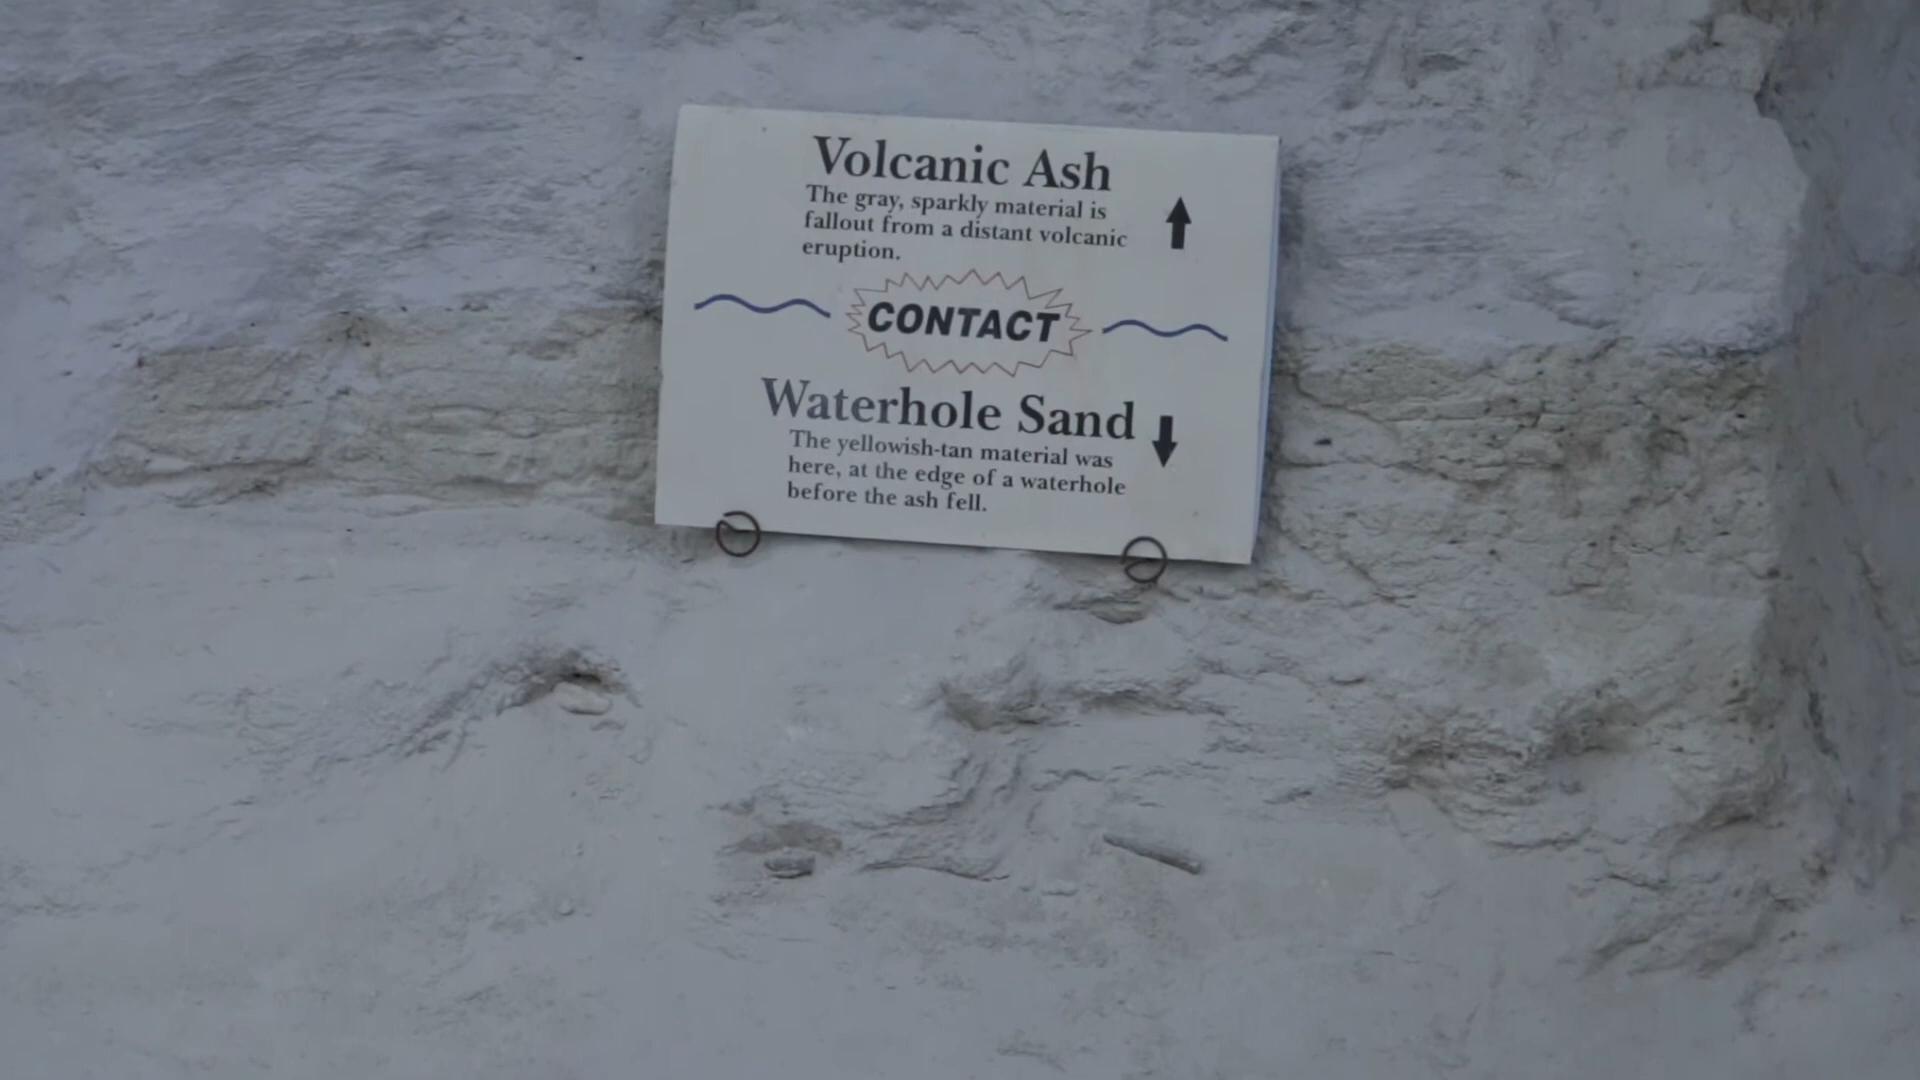 Volcanic Ash
The gray, sparkly material is
fallout from a distant volcanic
eruption.
CONTACT
Waterhole Sand
The yellowish-tan material was
here, at the edge of a waterhole
before the ash fell.